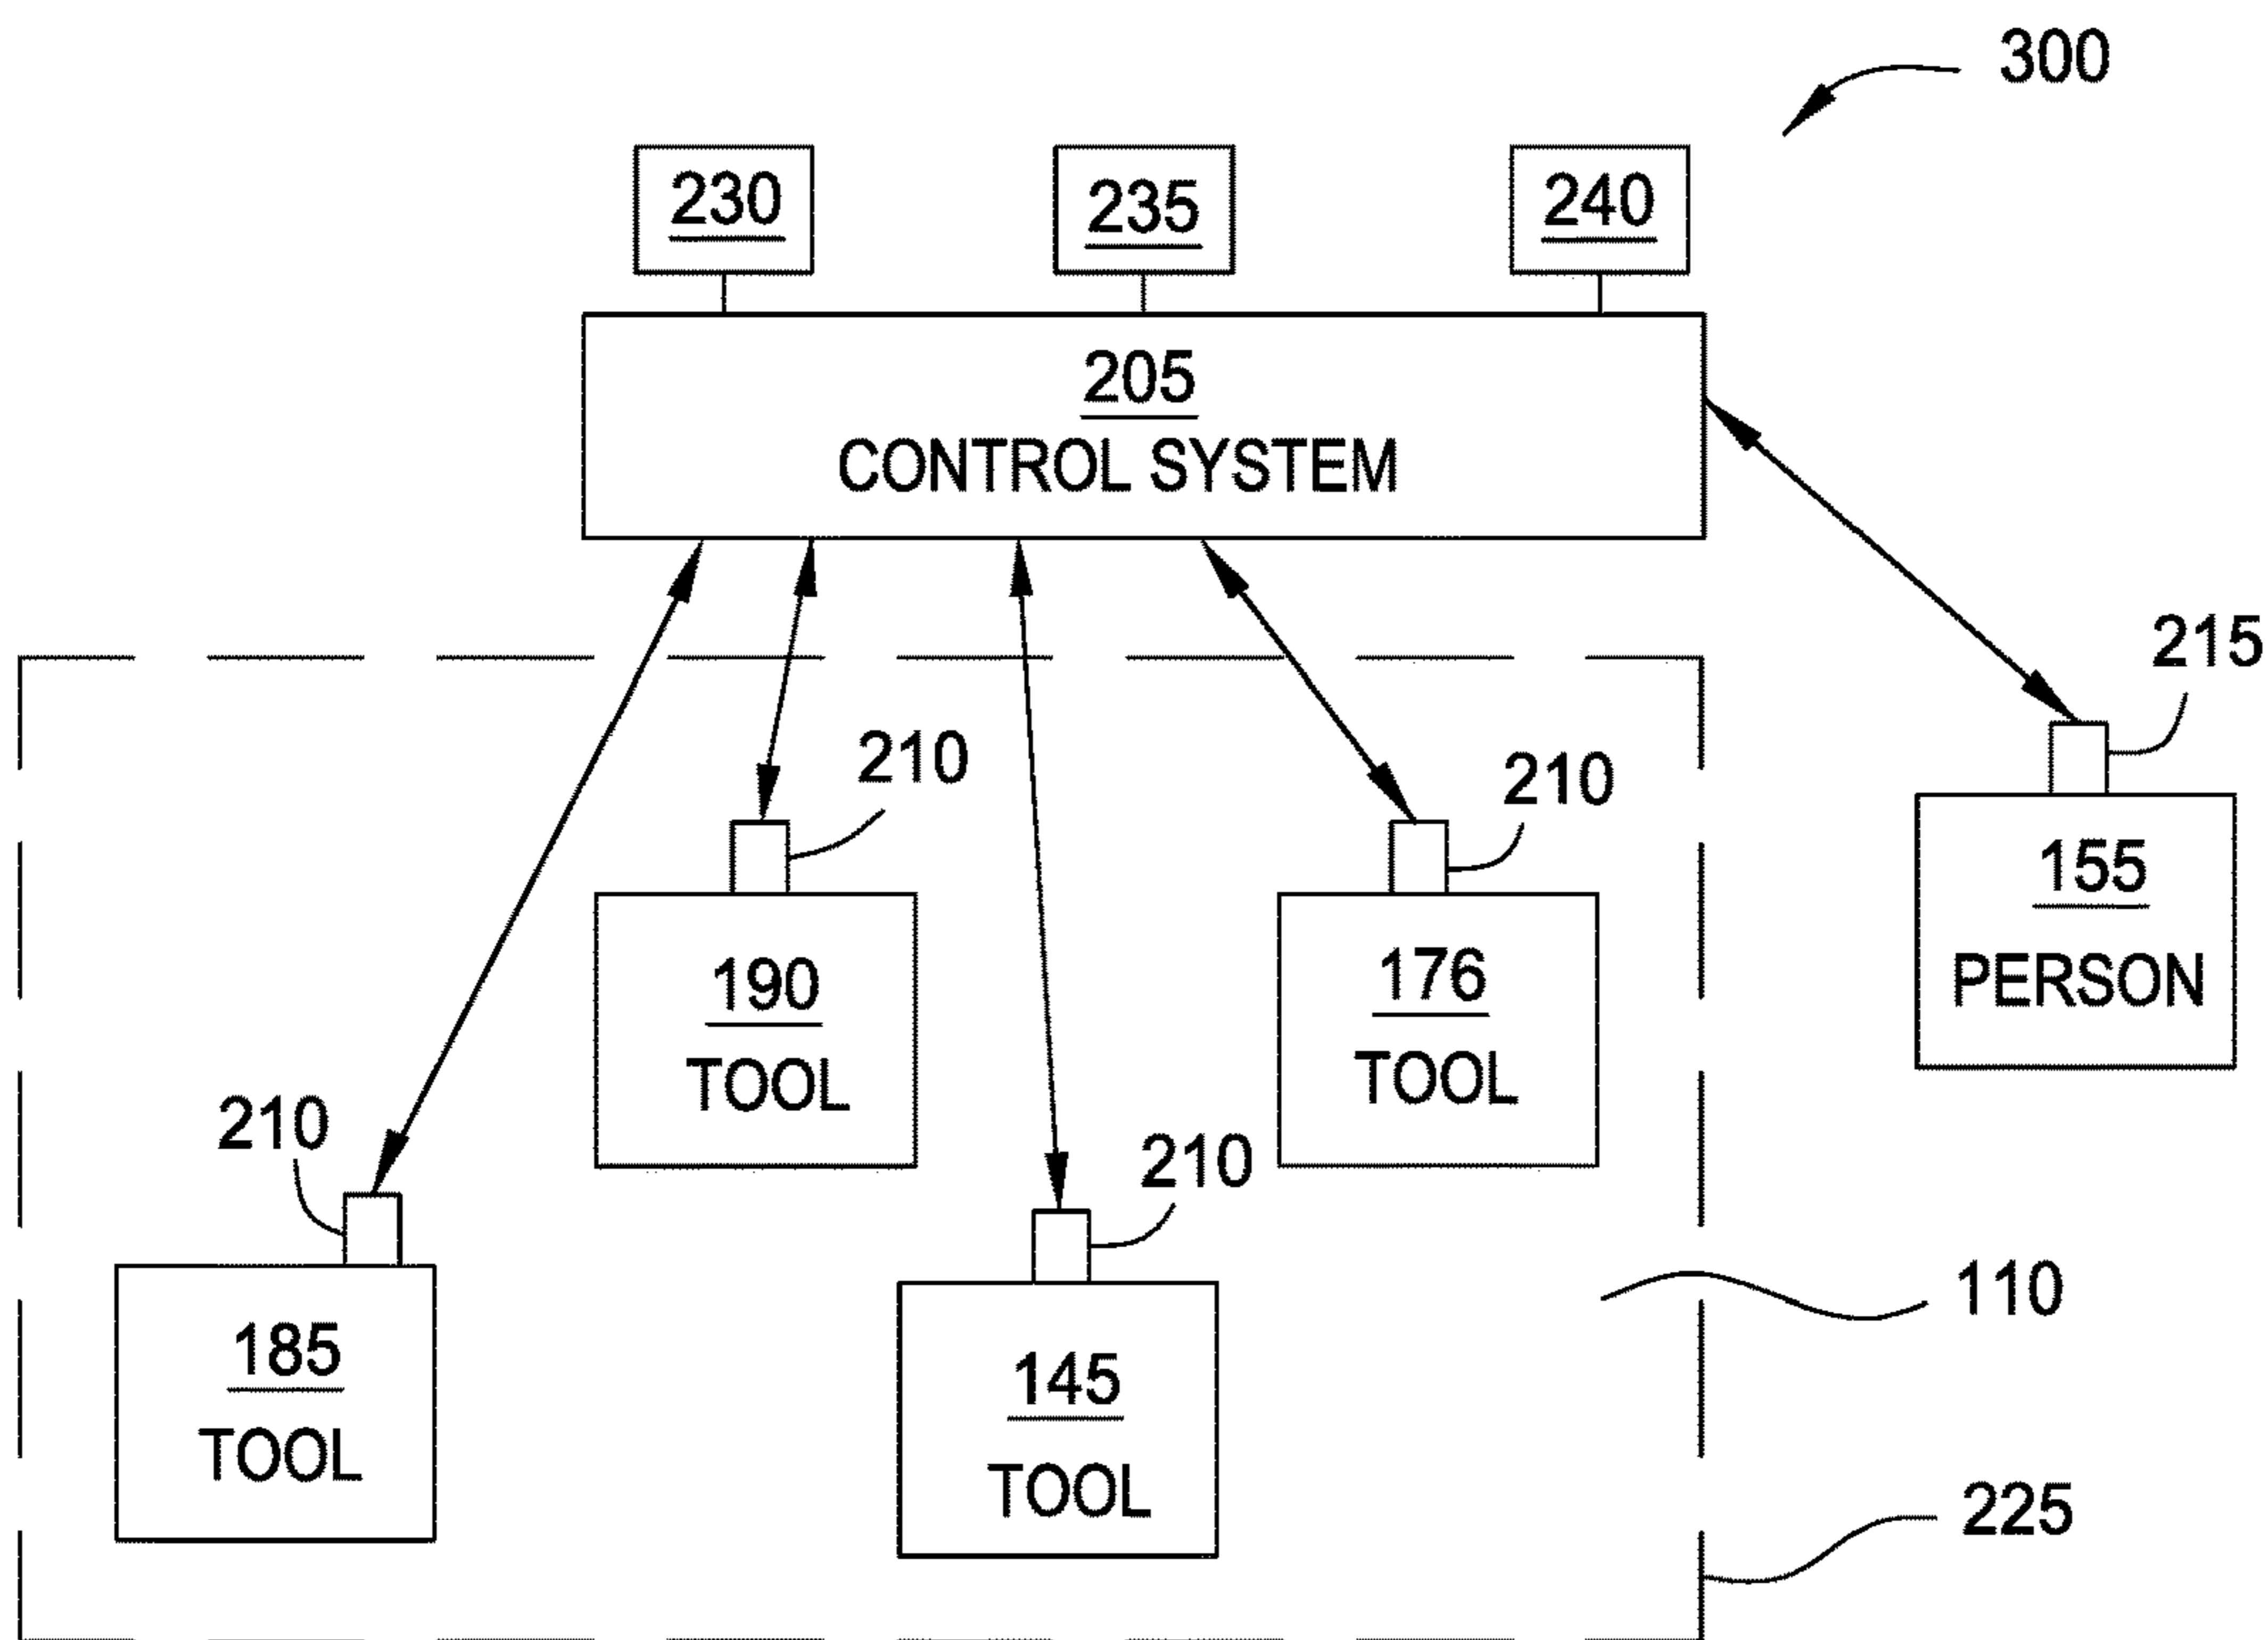 300
230
235
240
205
CONTROL SYSTEM
215
210
210
155
PERSON
190
TOOL
176
TOOL
210
210
110
185
TOOL
145
TOOL
225